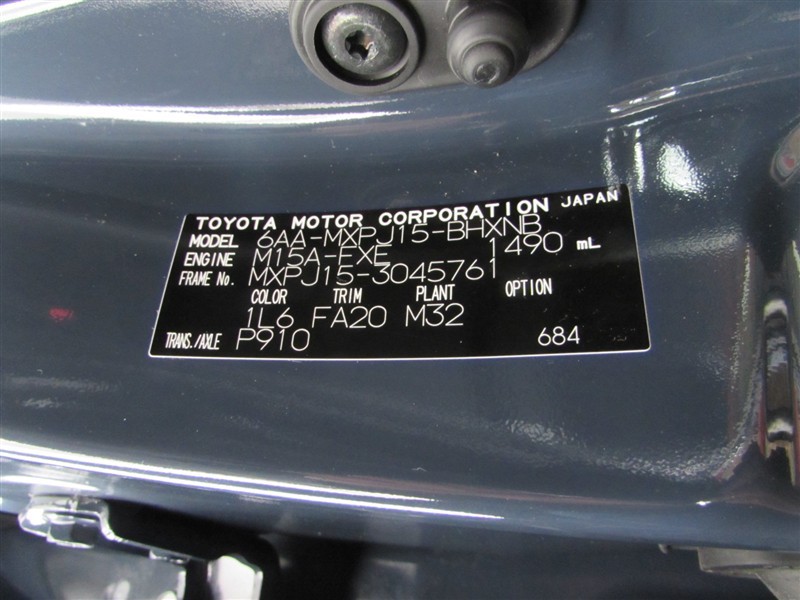 TOYOTA MOTOR CORPORATION JAPAN
MODEL 6AA-MXPJ15-BHXNB
ENGINE M15A-FXE 1490 mL
FRAME No. MXPJ15-3045761
COLOR TRIM PLANT OPTION
1L6 FA20 M32
TRANS./AXLE P910 684